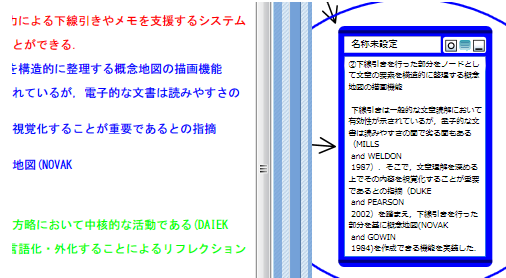 力による下線引きやメモを支援するシステム
とができる.
を構造的に整理する概念地図の描画機能
れているが，電子的な文書は読みやすさの
視覚化することが重要であるとの指摘
地図(NOVAK
方略において中核的な活動である(DAIEK
言語化・外化することによるリフレクション
名称未設定
②下線引きを行った部分をノードとし
て文章の要素を構造的に整理する概念
地図の描画機能
下線引きは一般的な文章読解において
有効性が示されているが，電子的な文
書は読みやすさの面で劣る面もある
（MILLS
and WELDON
1987）．そこで，文章理解を深める
上でその内容を視覚化することが重要
であるとの指摘（DUKE
and PEARSON
2002）を踏まえ，下線引きを行った
部分を基に概念地図(NOVAK
and GOWIN
1984)を作成できる機能を実装した.